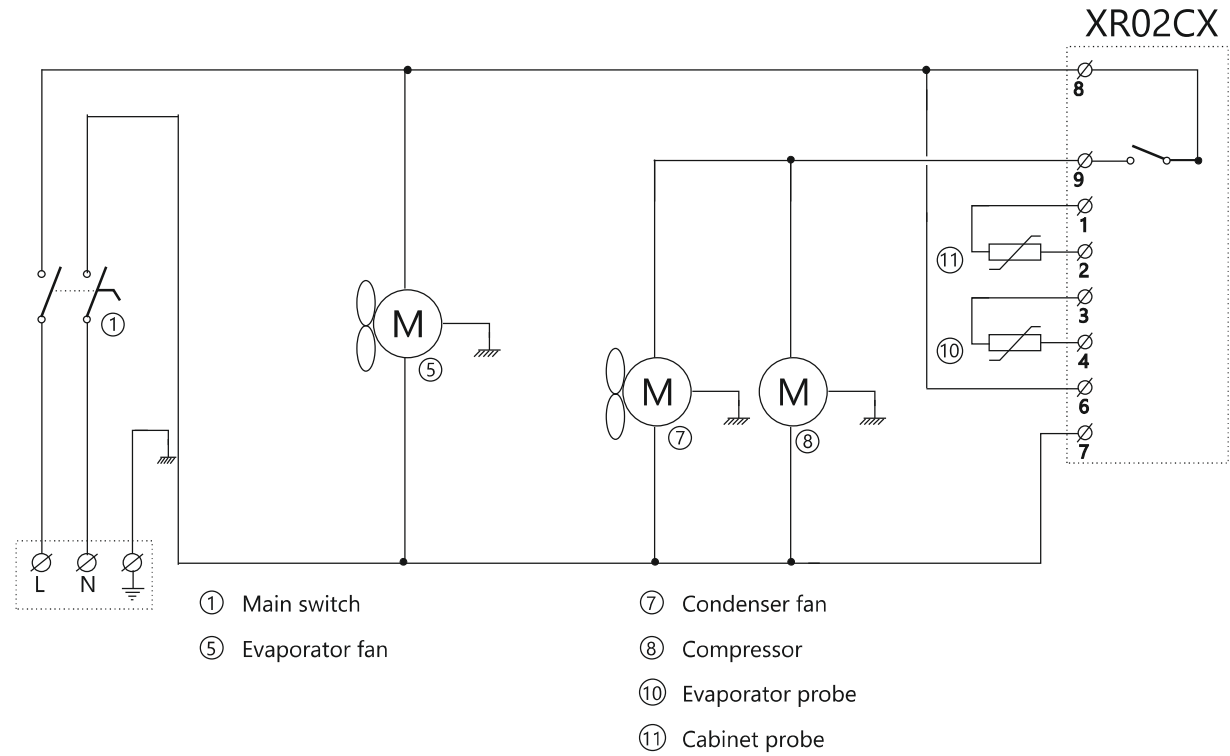 XR02CX
8
9
1
2
11
3
4
10
6
7
1
M
5
M
7
M
8
L N
1 Main switch
5 Evaporator fan
7 Condenser fan
8 Compressor
10 Evaporator probe
11 Cabinet probe